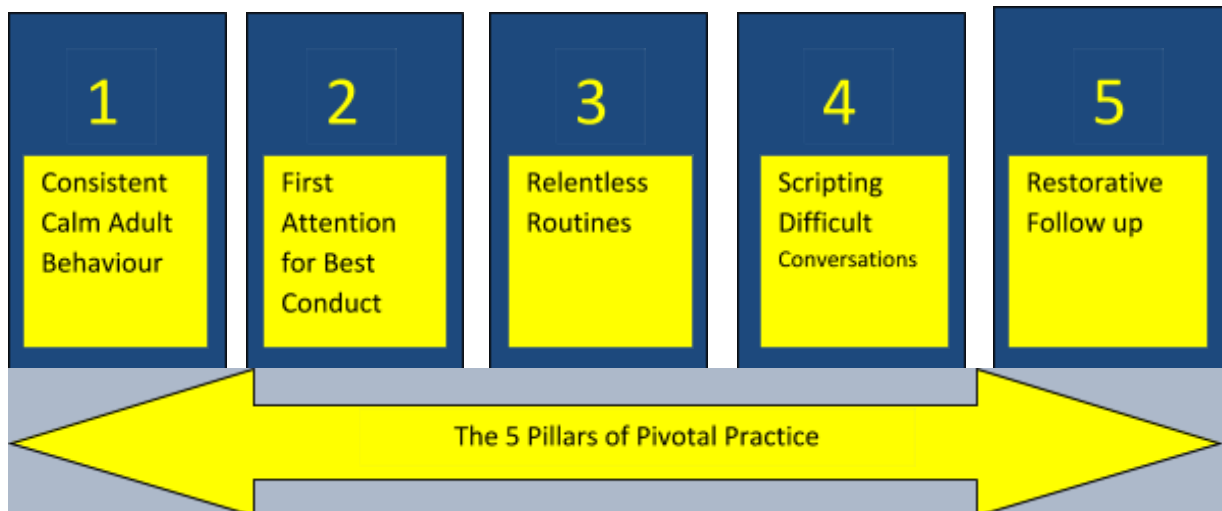 1
Consistent
Calm Adult
Behaviour
2
First
Attention
for Best
Conduct
3
Relentless
Routines
4
Scripting
Difficult
Conversations
5
Restorative
Follow up
The 5 Pillars of Pivotal Practice